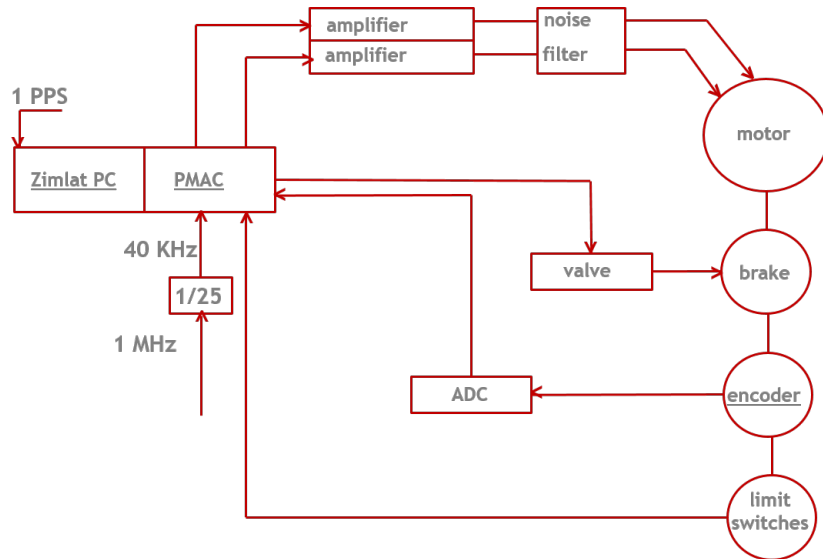 amplifier
noise
amplifier
filter
1 PPS
motor
Zimlat PC
PMAC
40 KHz
valve
brake
1/25
1 MHz
ADC
encoder
limit
switches